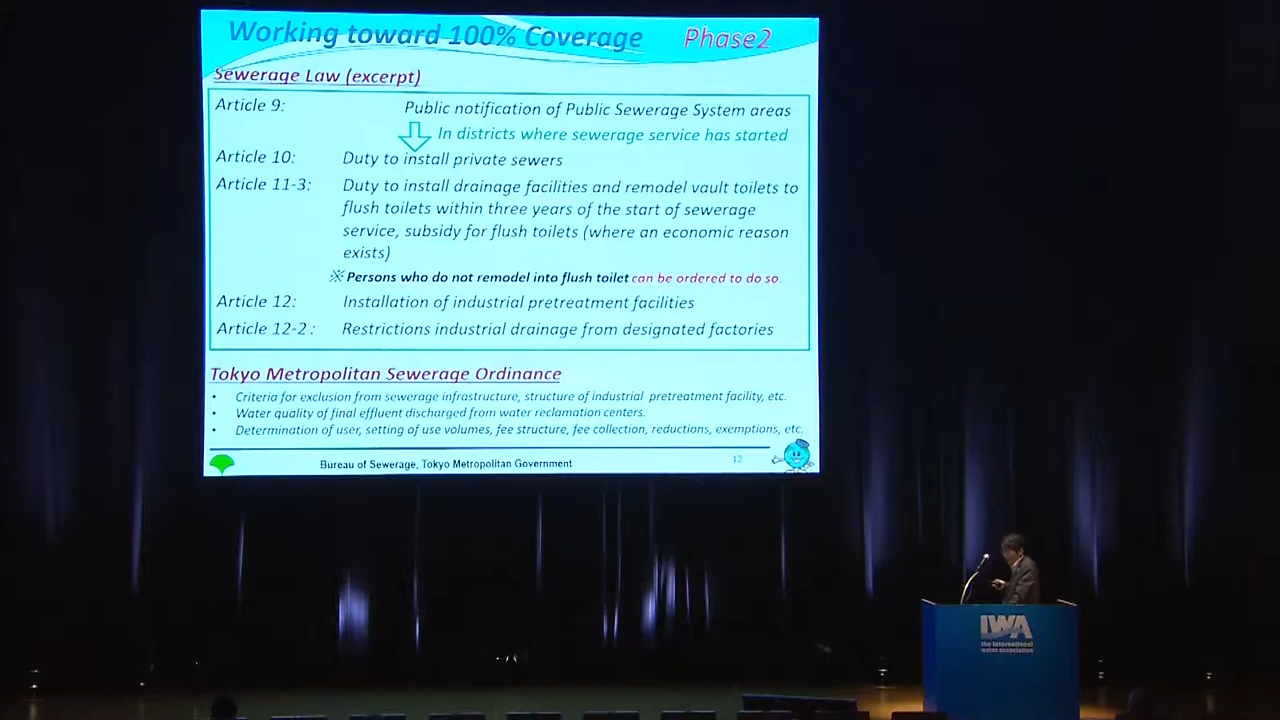 Working toward 100% Coverage Phase2
Sewerage Law (excerpt)
Article 9: Public notification of Public Sewerage System areas
In districts where sewerage service has started
Article 10: Duty to install private sewers
Article 11-3: Duty to install drainage facilities and remodel vault toilets to
flush toilets within three years of the start of sewerage
service, subsidy for flush toilets (where an economic reason
exists)
※ Persons who do not remodel into flush toilet can be ordered to do so.
Article 12: Installation of industrial pretreatment facilities
Article 12-2 : Restrictions industrial drainage from designated factories
Tokyo Metropolitan Sewerage Ordinance
• Criteria for exclusion from sewerage infrastructure, structure of industrial pretreatment facility, etc.
• Water quality of final effluent discharged from water reclamation centers.
• Determination of user, setting of use volumes, fee structure, fee collection, reductions, exemptions, etc.
Bureau of Sewerage, Tokyo Metropolitan Government
12
IWA
the international
water association